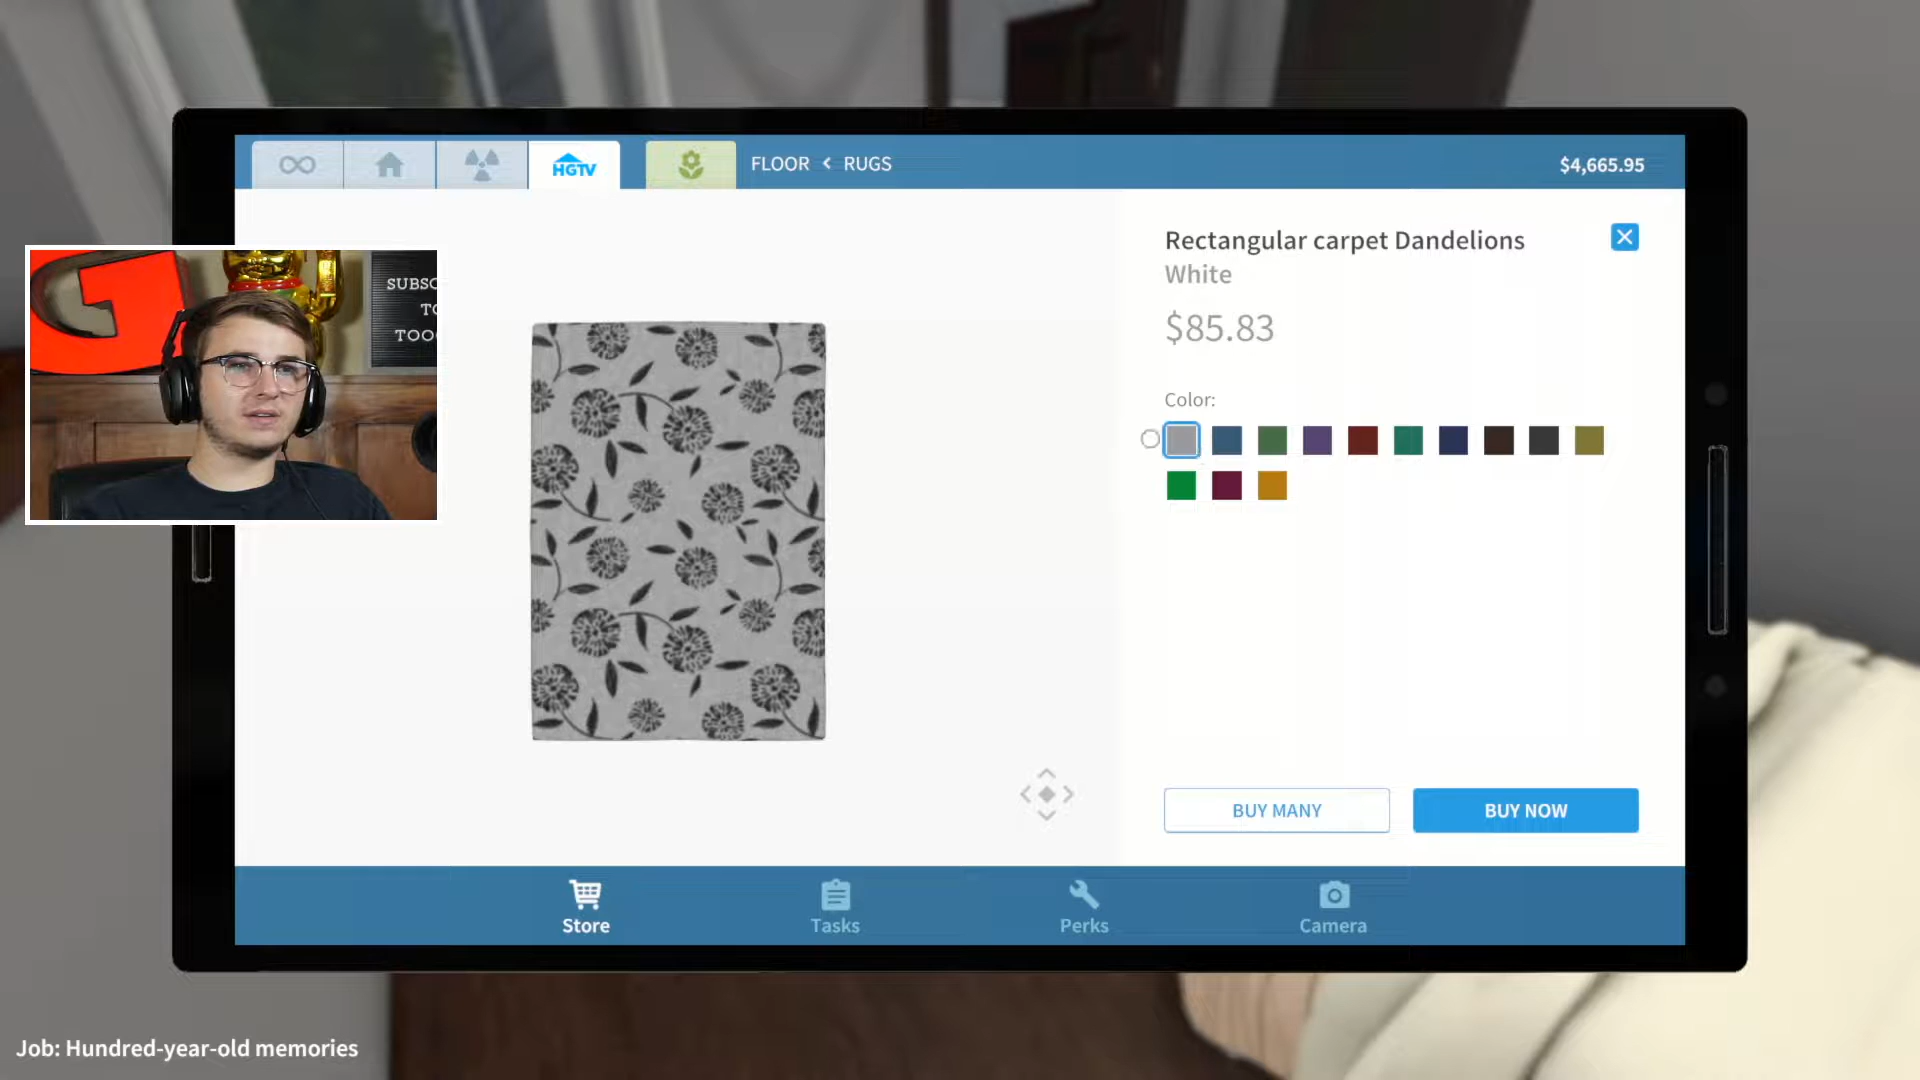 HGTV
FLOOR < RUGS
$4,665.95
Rectangular carpet Dandelions
White
$85.83
Color:
BUY MANY
BUY NOW
Store
Tasks
Perks
Camera
SUBSC
TO
TOO
Job: Hundred-year-old memories